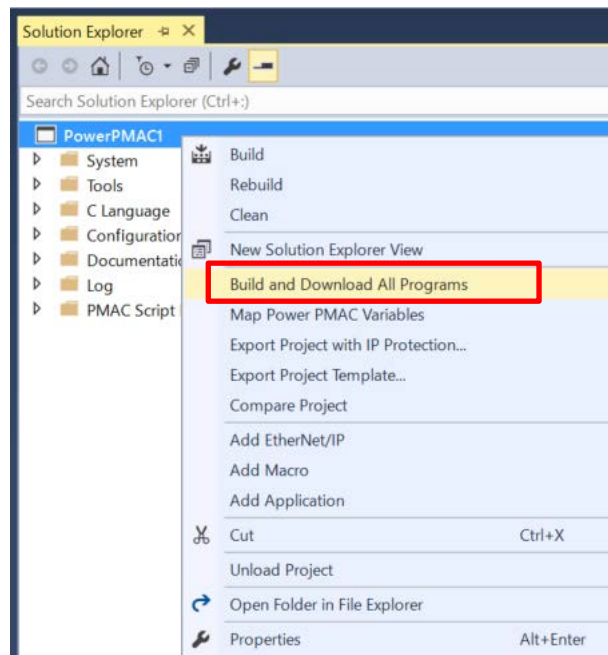 Solution Explorer
Search Solution Explorer (Ctrl+:)
PowerPMAC1
System
Tools
C Language
Configuration
Documentatic
Log
PMAC Script
Build
Rebuild
Clean
New Solution Explorer View
Build and Download All Programs
Map Power PMAC Variables
Export Project with IP Protection...
Export Project Template...
Compare Project
Add EtherNet/IP
Add Macro
Add Application
Cut Ctrl+X
Unload Project
Open Folder in File Explorer
Properties Alt+Enter